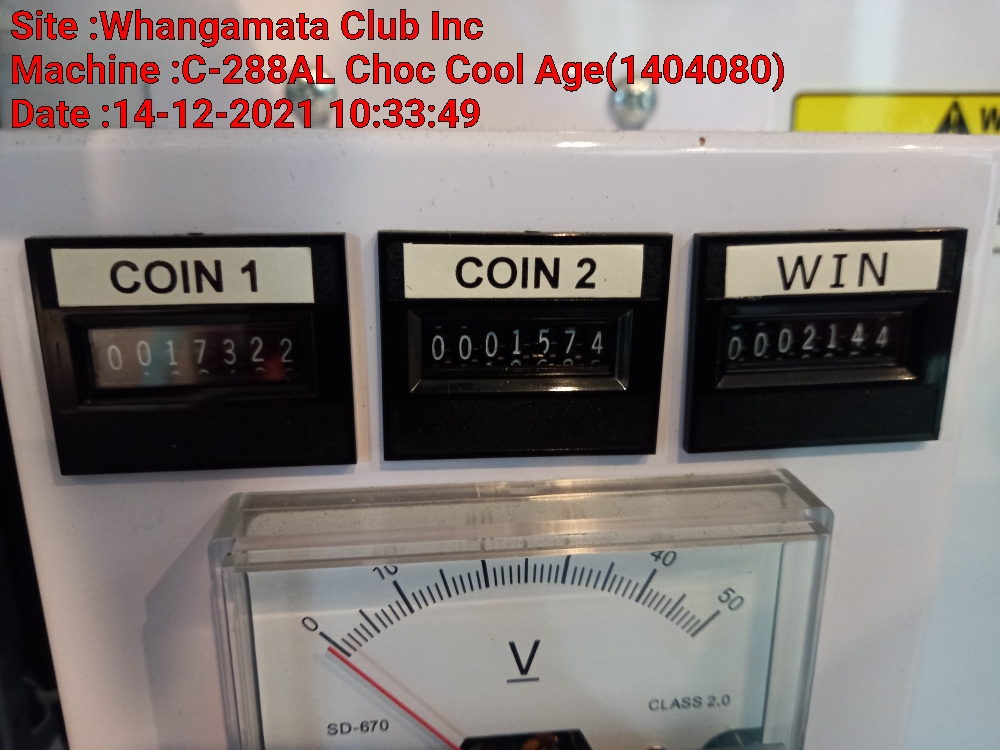 Site :Whangamata Club Inc
Machine :C-288AL Choc Cool Age(1404080)
Date :14-12-2021 10:33:49
COIN 1
COIN 2
WIN
0017322
0001574
0002144
0
10
40
50
V
SD-670
CLASS 2.0